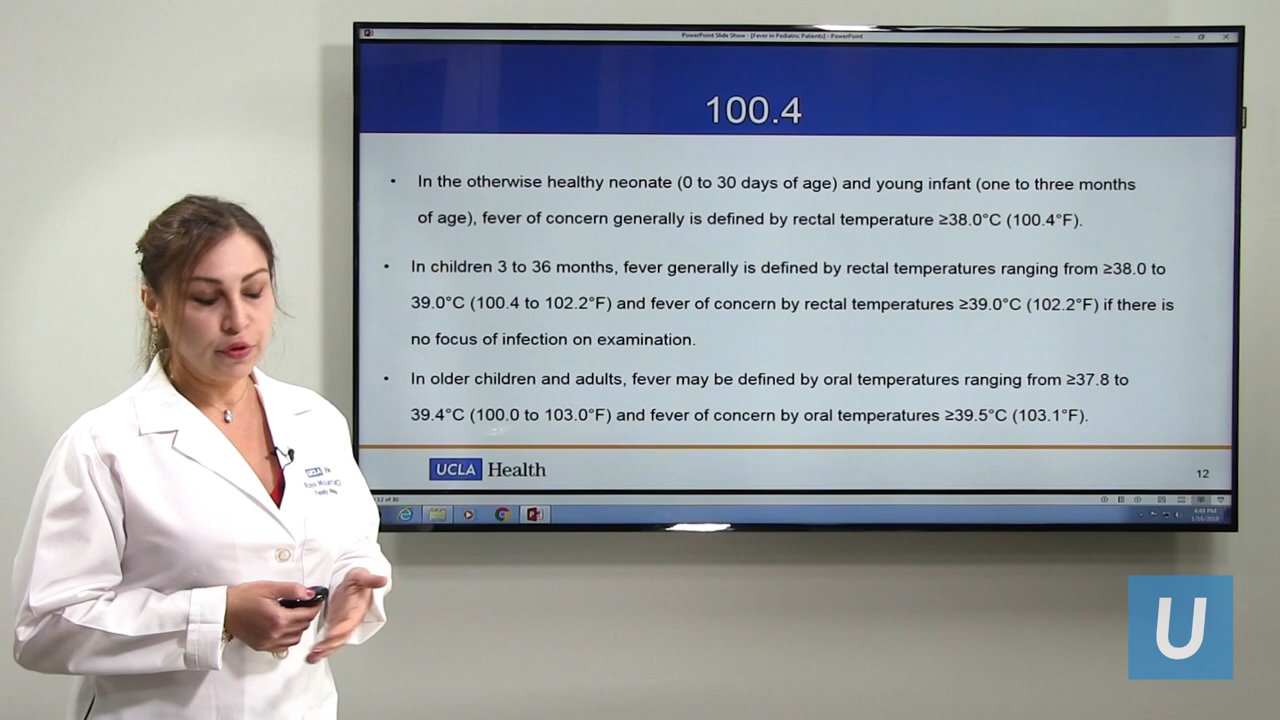 PowerPoint Slide Show - [Fever in Pediatric Patients] - PowerPoint
100.4
• In the otherwise healthy neonate (0 to 30 days of age) and young infant (one to three months
of age), fever of concern generally is defined by rectal temperature ≥38.0°C (100.4°F).
• In children 3 to 36 months, fever generally is defined by rectal temperatures ranging from ≥38.0 to
39.0°C (100.4 to 102.2°F) and fever of concern by rectal temperatures ≥39.0°C (102.2°F) if there is
no focus of infection on examination.
• In older children and adults, fever may be defined by oral temperatures ranging from ≥37.8 to
39.4°C (100.0 to 103.0°F) and fever of concern by oral temperatures ≥39.5°C (103.1°F).
UCLA Health
12
12 of 30
4:49 PM
UCLA
U